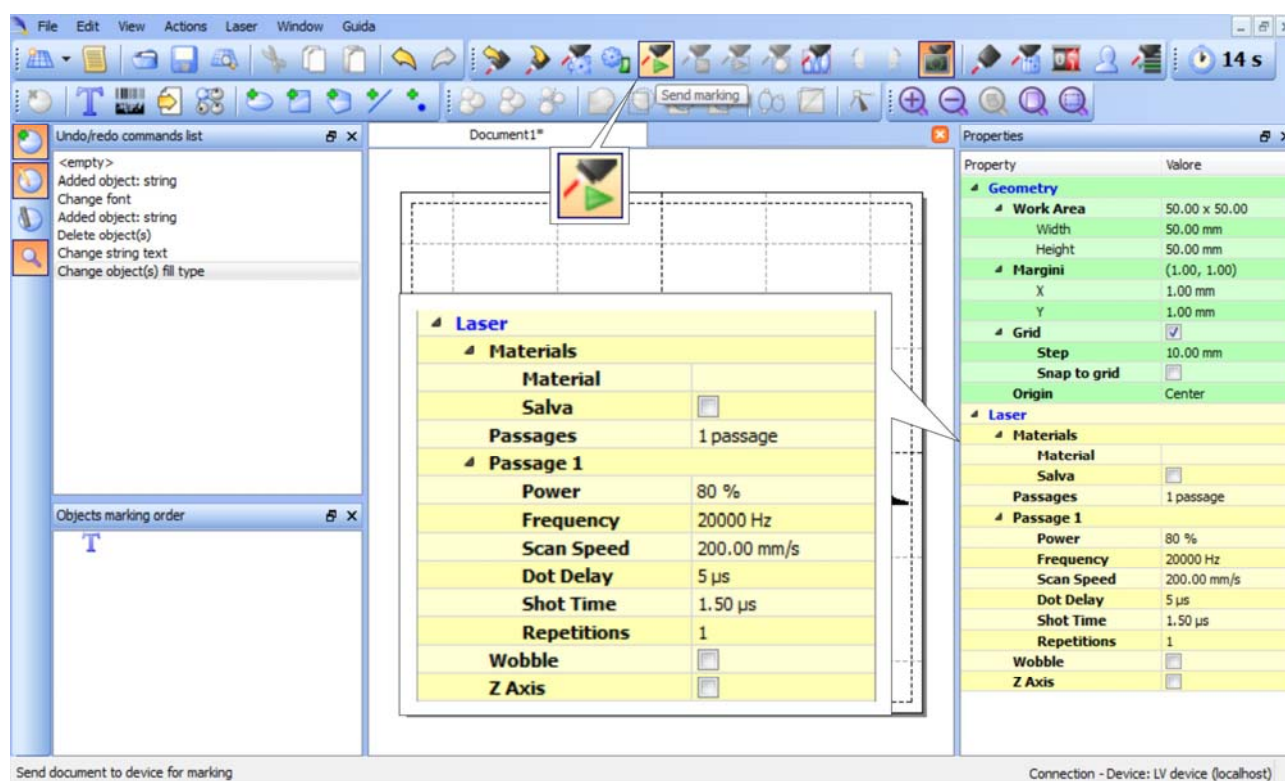 File Edit View Actions Laser Window Guida
14 s
Send marking
Undo/redo commands list
<empty>
Added object: string
Change font
Added object: string
Delete object(s)
Change string text
Change object(s) fill type
Objects marking order
T
Document1*
Laser
Materials
Material
Salva
Passages 1 passage
Passage 1
Power 80 %
Frequency 20000 Hz
Scan Speed 200.00 mm/s
Dot Delay 5 µs
Shot Time 1.50 µs
Repetitions 1
Wobble
Z Axis
Properties
Property Valore
Geometry
Work Area 50.00 x 50.00
Width 50.00 mm
Height 50.00 mm
Margini (1.00, 1.00)
X 1.00 mm
Y 1.00 mm
Grid
Step 10.00 mm
Snap to grid
Origin Center
Laser
Materials
Material
Salva
Passages 1 passage
Passage 1
Power 80 %
Frequency 20000 Hz
Scan Speed 200.00 mm/s
Dot Delay 5 µs
Shot Time 1.50 µs
Repetitions 1
Wobble
Z Axis
Send document to device for marking
Connection - Device: LV device (localhost)